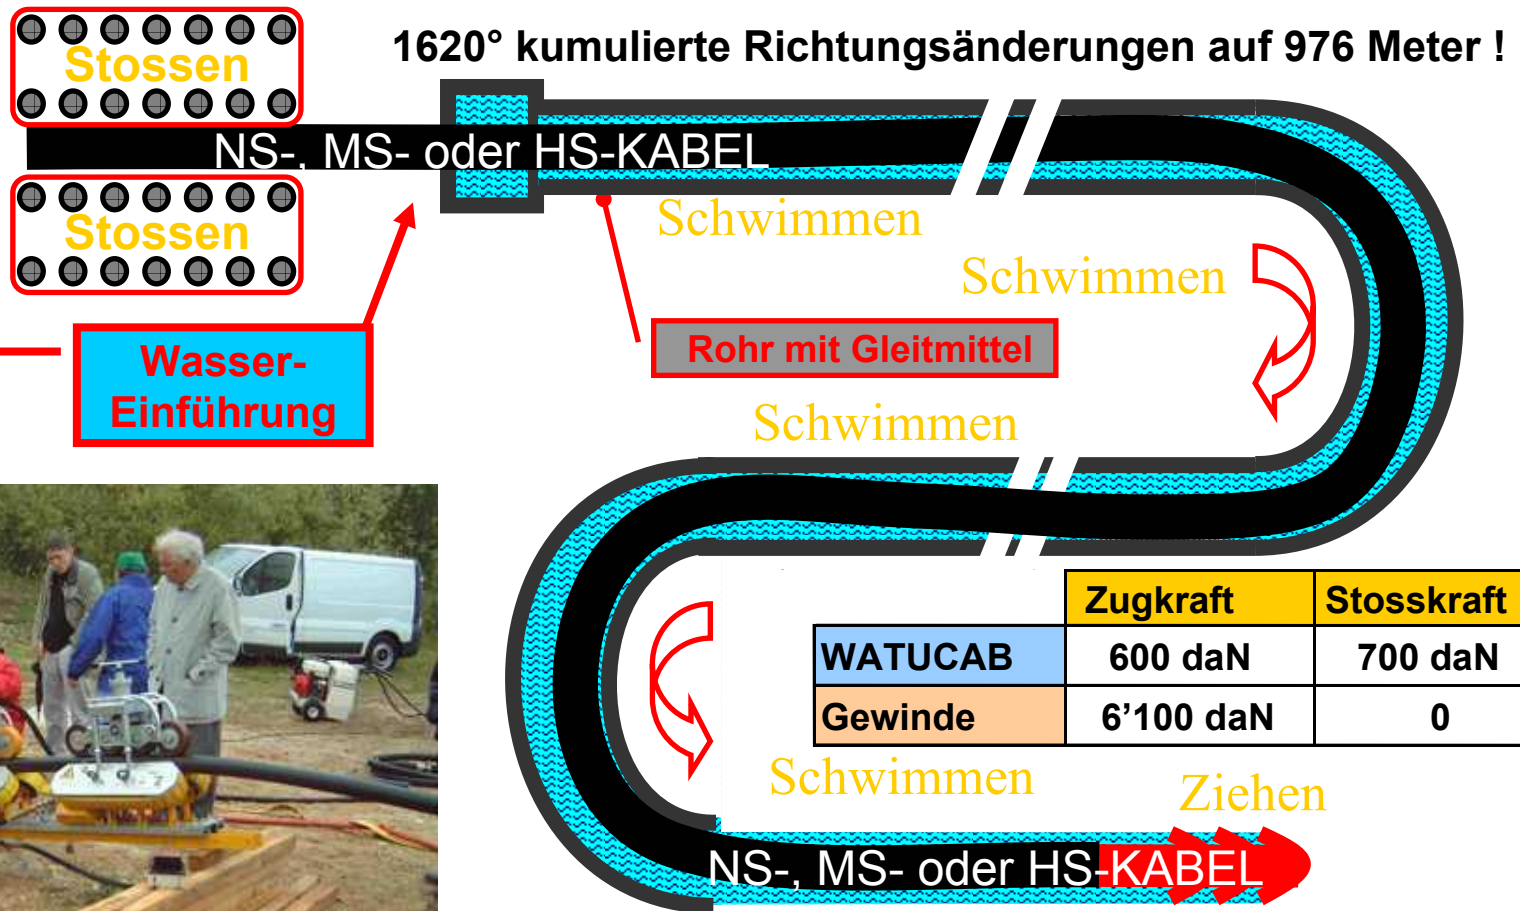 1620° kumulierte Richtungsänderungen auf 976 Meter !
Stossen
NS-, MS- oder HS-KABEL
Stossen
Schwimmen
Schwimmen
Wasser-
Einführung
Rohr mit Gleitmittel
Schwimmen
Zugkraft Stosskraft
WATUCAB 600 daN 700 daN
Gewinde 6’100 daN 0
Schwimmen
Ziehen
NS-, MS- oder HS-KABEL